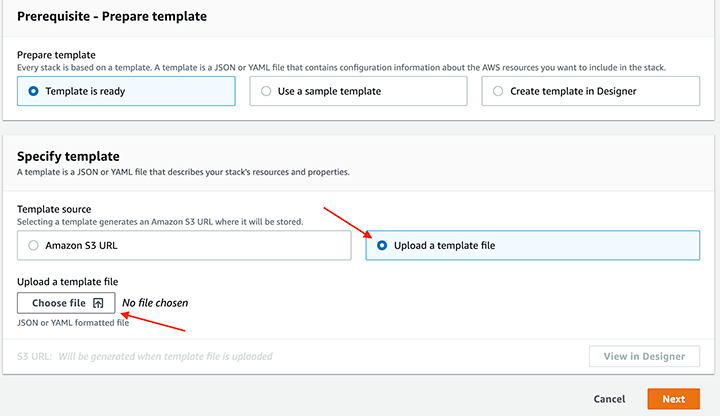 Prerequisite - Prepare template
Prepare template
Every stack is based on a template. A template is a JSON or YAML file that contains configuration information about the AWS resources you want to include in the stack.
Template is ready
Use a sample template
Create template in Designer
Specify template
A template is a JSON or YAML file that describes your stack's resources and properties.
Template source
Selecting a template generates an Amazon S3 URL where it will be stored.
Amazon S3 URL
Upload a template file
Upload a template file
Choose file
No file chosen
JSON or YAML formatted file
S3 URL: Will be generated when template file is uploaded
View in Designer
Cancel
Next